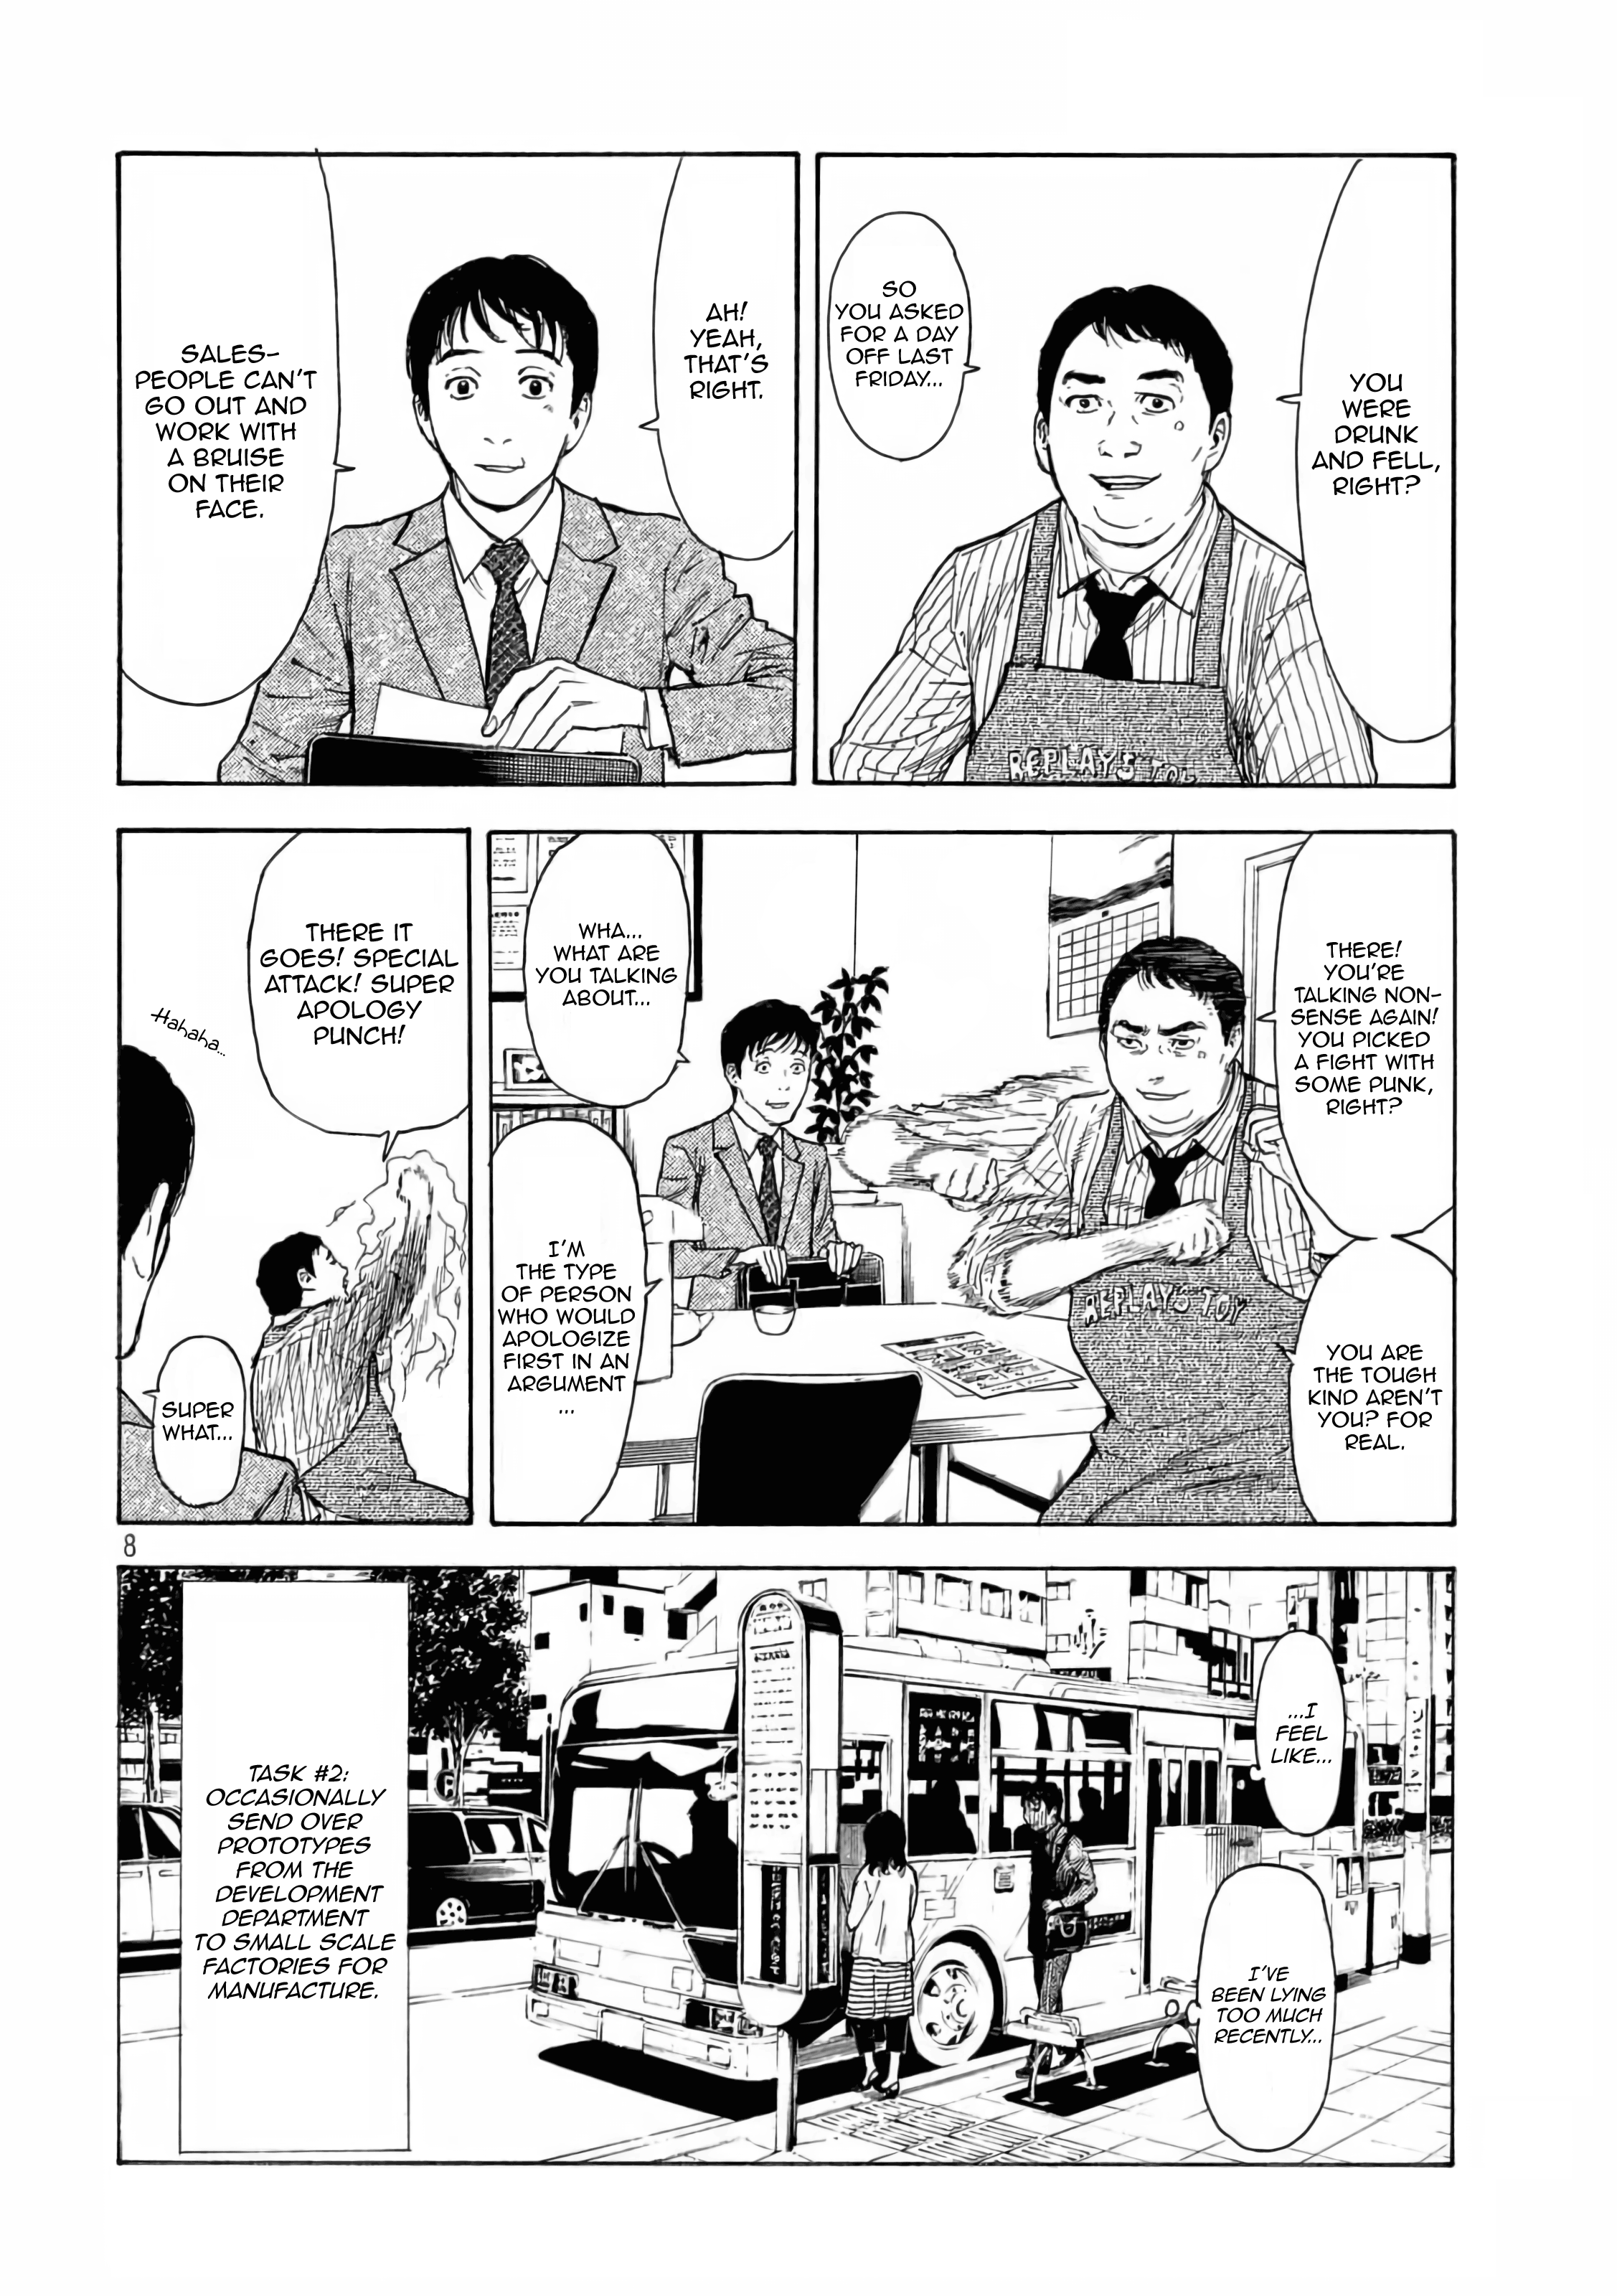 YOU
WERE
DRUNK
AND FELL,
RIGHT?
SO
YOU ASKED
FOR A DAY
OFF LAST
FRIDAY...
REPLAY'S TOY
AH!
YEAH,
THAT'S
RIGHT.
SALES-
PEOPLE CAN'T
GO OUT AND
WORK WITH
A BRUISE
ON THEIR
FACE.
THERE!
YOU'RE
TALKING NON-
SENSE AGAIN!
YOU PICKED
A FIGHT WITH
SOME PUNK,
RIGHT?
YOU ARE
THE TOUGH
KIND AREN'T
YOU? FOR
REAL.
REPLAY'S TOY
WHA...
WHAT ARE
YOU TALKING
ABOUT...
I'M
THE TYPE
OF PERSON
WHO WOULD
APOLOGIZE
FIRST IN AN
ARGUMENT
...
THERE IT
GOES! SPECIAL
ATTACK! SUPER
APOLOGY
PUNCH!
Hahaha...
SUPER
WHAT...
8
...I
FEEL
LIKE...
I'VE
BEEN LYING
TOO MUCH
RECENTLY...
TASK #2:
OCCASIONALLY
SEND OVER
PROTOTYPES
FROM THE
DEVELOPMENT
DEPARTMENT
TO SMALL SCALE
FACTORIES FOR
MANUFACTURE.